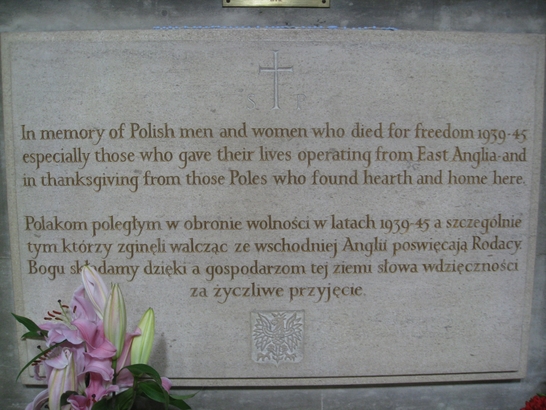 In memory of Polish men and women who died for freedom 1939-45
especially those who gave their lives operating from East Anglia-and
in thanksgiving from those Poles who found hearth and home here.
Polakom poległym w obronie wolności w latach 1939-45 a szczególnie
tym którzy zginęli walcząc ze wschodniej Anglii poswięcają Rodacy.
Bogu składamy dzięki a gospodarzom tej ziemi słowa wdzięczności
za życzliwe przyjęcie.